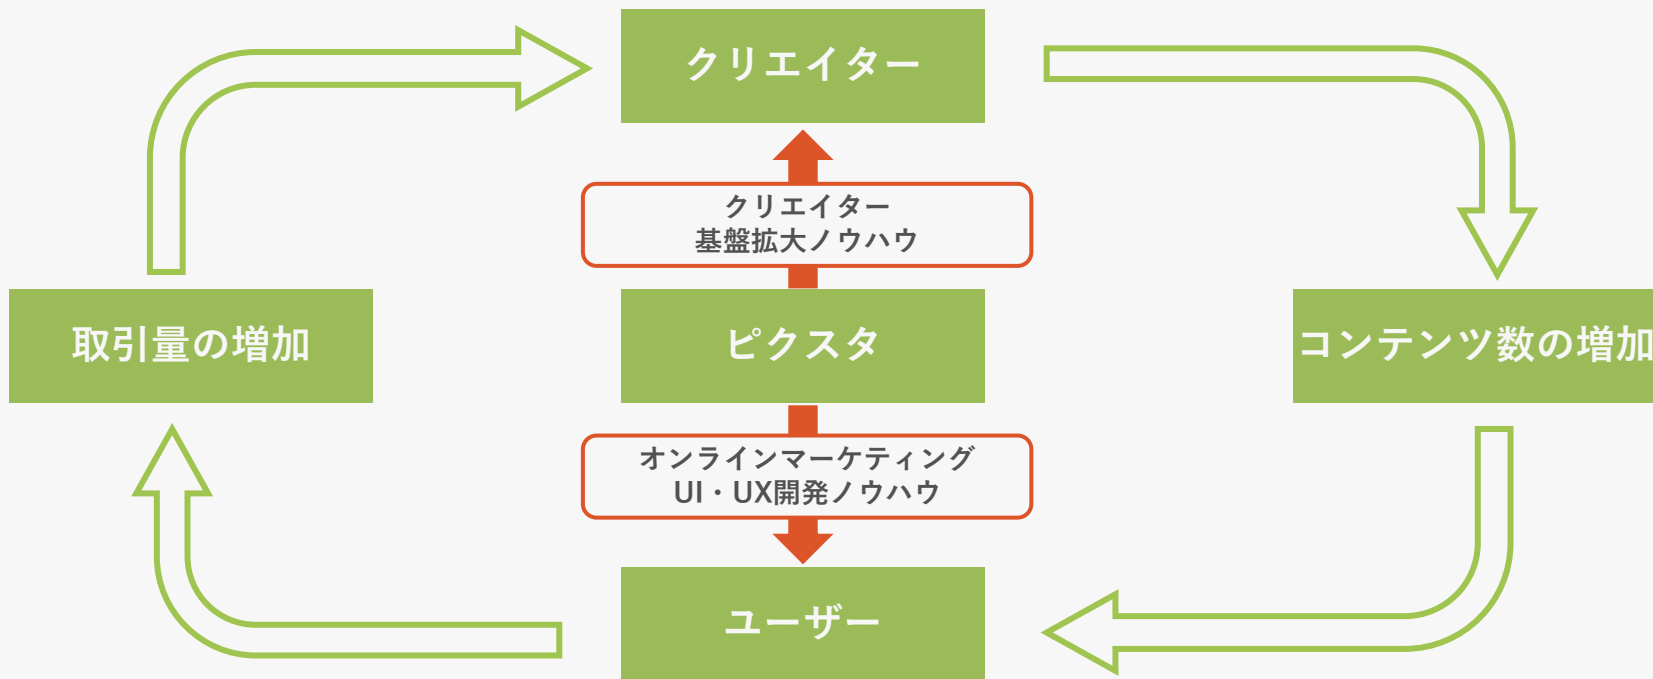 クリエイター
クリエイター
基盤拡大ノウハウ
取引量の増加
ピクスタ
コンテンツ数の増加
オンラインマーケティング
UI・UX開発ノウハウ
ユーザー